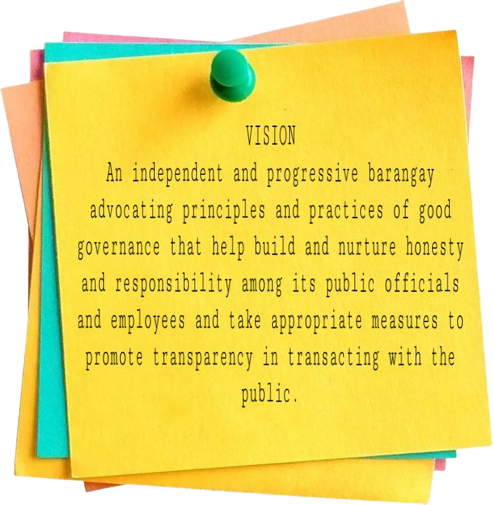 VISION
An independent and progressive barangay
advocating principles and practices of good
governance that help build and nurture honesty
and responsibility among its public officials
and employees and take appropriate measures to
promote transparency in transacting with the
public.